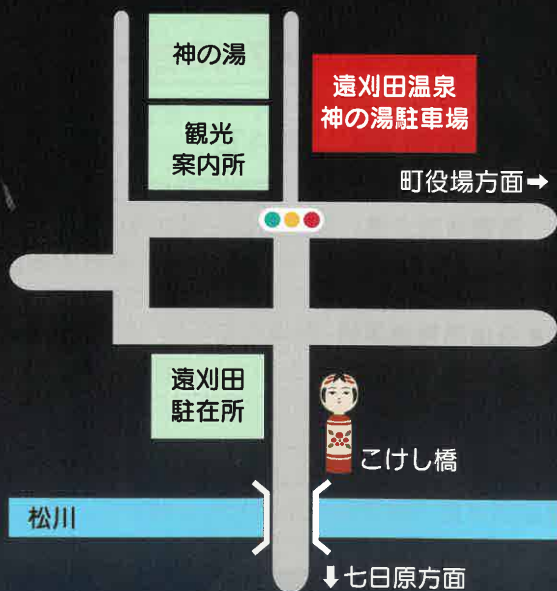 神の湯
遠刈田温泉
神の湯駐車場
観光
案内所
町役場方面➡
遠刈田
駐在所
こけし橋
松川
⬇七日原方面